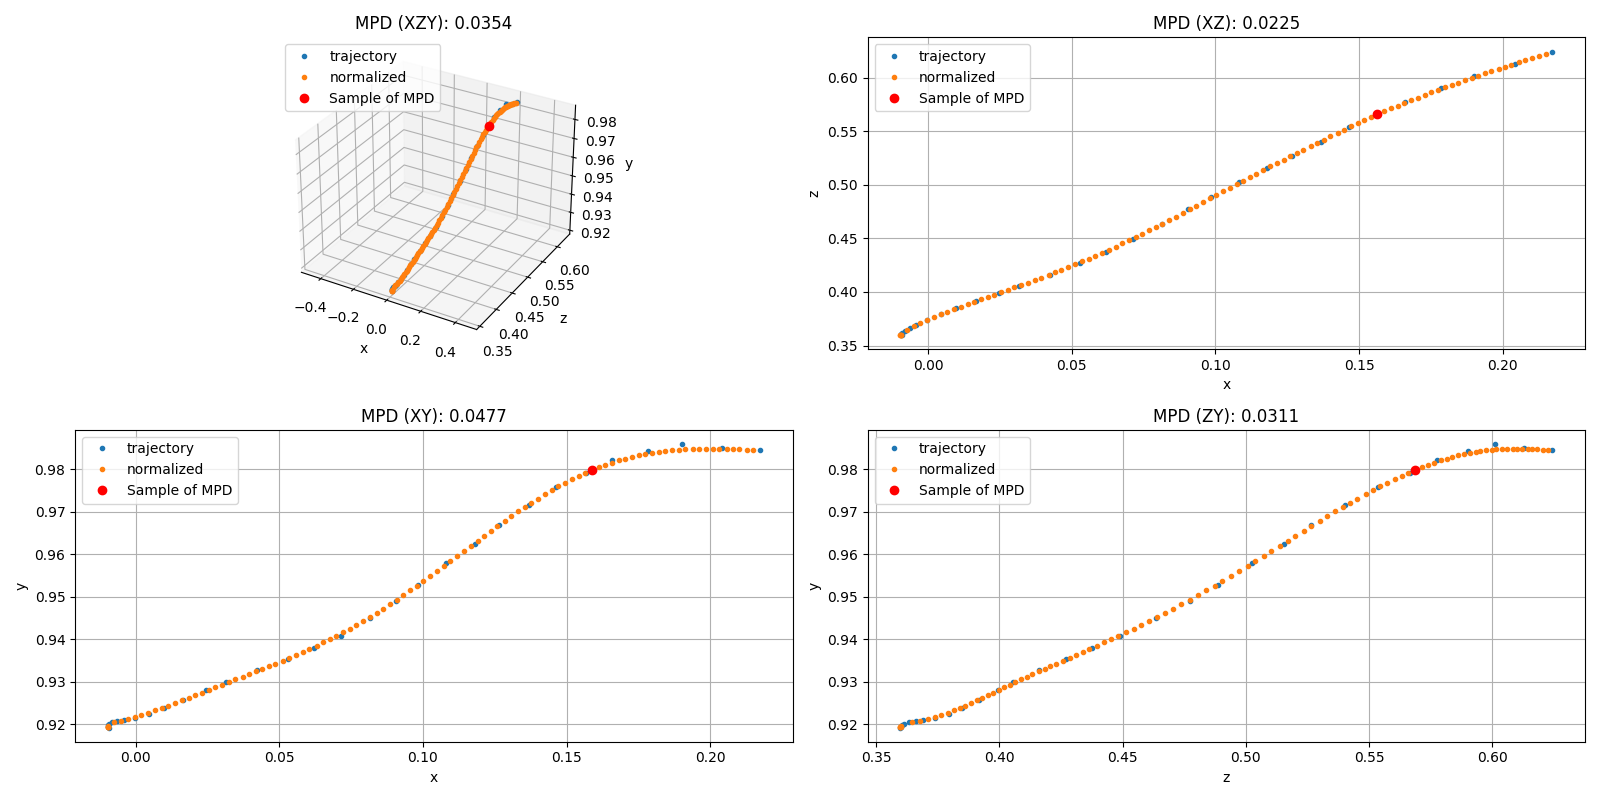 MPD (XZY): 0.0354
trajectory
normalized
Sample of MPD
0.98
0.97
0.96
0.95
0.94
0.93
0.92
y
−0.4
−0.2
0.0
0.2
0.4
x
0.35
0.40
0.45
0.50
0.55
0.60
z
MPD (XZ): 0.0225
trajectory
normalized
Sample of MPD
0.60
0.55
0.50
0.45
0.40
0.35
z
0.00 0.05 0.10 0.15 0.20
x
MPD (XY): 0.0477
trajectory
normalized
Sample of MPD
0.98
0.97
0.96
0.95
0.94
0.93
0.92
y
0.00 0.05 0.10 0.15 0.20
x
MPD (ZY): 0.0311
trajectory
normalized
Sample of MPD
0.98
0.97
0.96
0.95
0.94
0.93
0.92
y
0.35 0.40 0.45 0.50 0.55 0.60
z